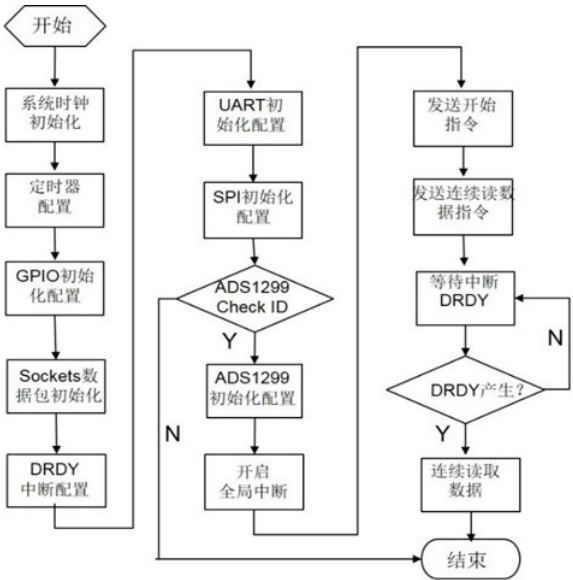 开始
系统时钟
初始化
定时器
配置
GPIO初始
化配置
Sockets数
据包初始化
DRDY
中断配置
UART初
始化配置
SPI初始化
配置
ADS1299
Check ID
Y
N
ADS1299
初始化配置
开启
全局中断
发送开始
指令
发送连续读数
据指令
等待中断
DRDY
N
DRDY产生?
Y
连续读取
数据
结束